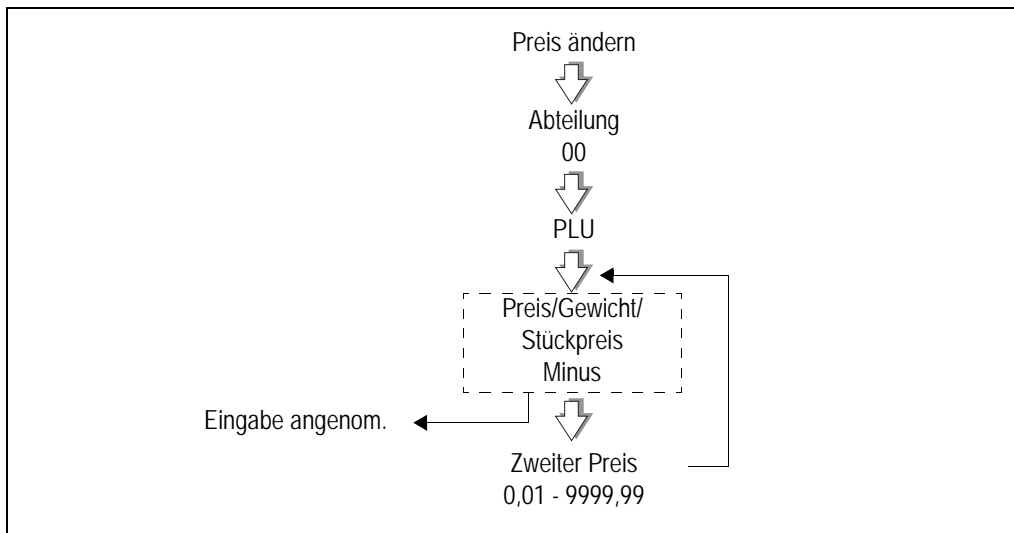 Preis ändern
Abteilung
00
PLU
Preis/Gewicht/
Stückpreis
Minus
Eingabe angenom.
Zweiter Preis
0,01 - 9999,99